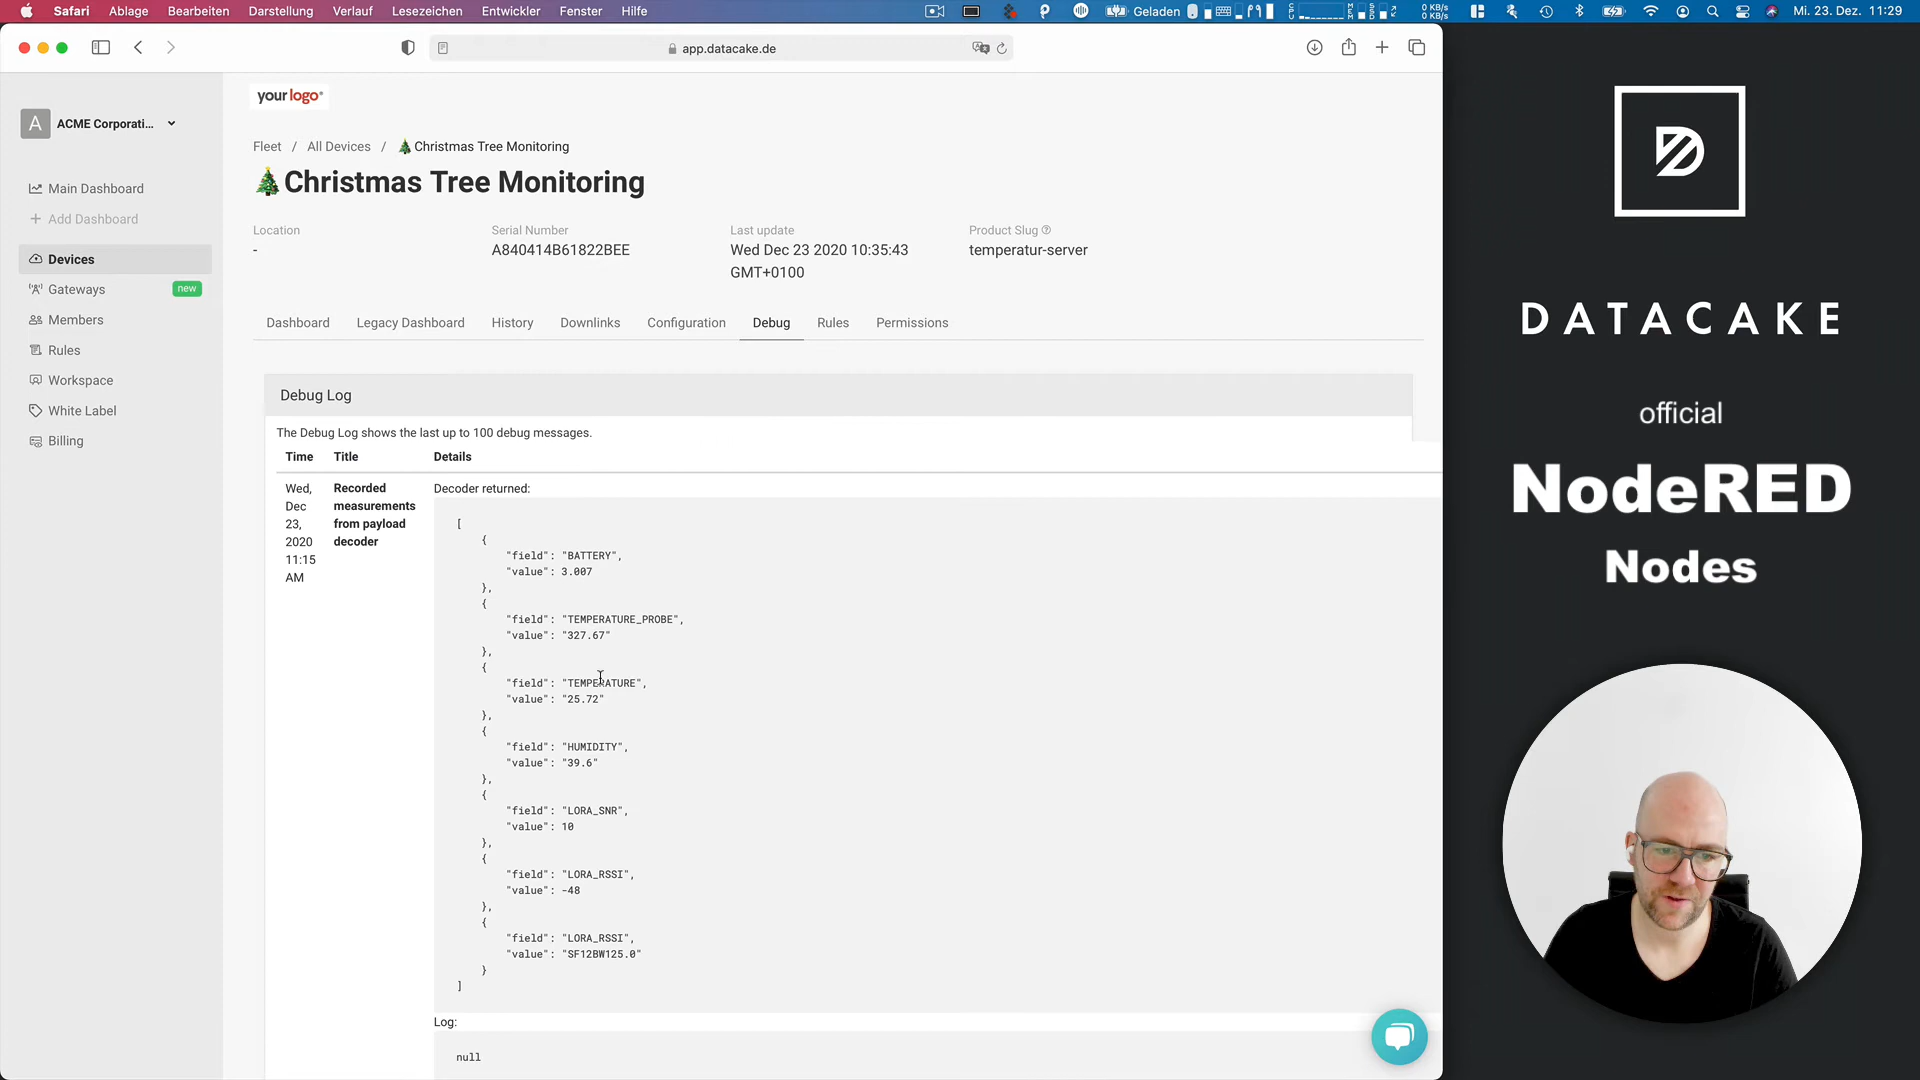 Safari Ablage Bearbeiten Darstellung Verlauf Lesezeichen Entwickler Fenster Hilfe
Geladen
0 KB/s
0 KB/s
Mi. 23. Dez. 11:29
app.datacake.de
your logo
A ACME Corporati...
Main Dashboard
Add Dashboard
Devices
Gateways new
Members
Rules
Workspace
White Label
Billing
Fleet / All Devices / Christmas Tree Monitoring
Christmas Tree Monitoring
Location
-
Serial Number
A840414B61822BEE
Last update
Wed Dec 23 2020 10:35:43
GMT+0100
Product Slug
temperatur-server
Dashboard Legacy Dashboard History Downlinks Configuration Debug Rules Permissions
Debug Log
The Debug Log shows the last up to 100 debug messages.
Time Title Details
Wed,
Dec
23,
2020
11:15
AM
Recorded
measurements
from payload
decoder
Decoder returned:
[
{
"field": "BATTERY",
"value": 3.007
},
{
"field": "TEMPERATURE_PROBE",
"value": "327.67"
},
{
"field": "TEMPERATURE",
"value": "25.72"
},
{
"field": "HUMIDITY",
"value": "39.6"
},
{
"field": "LORA_SNR",
"value": 10
},
{
"field": "LORA_RSSI",
"value": -48
},
{
"field": "LORA_RSSI",
"value": "SF12BW125.0"
}
]
Log:
null
DATACAKE
official
NodeRED
Nodes